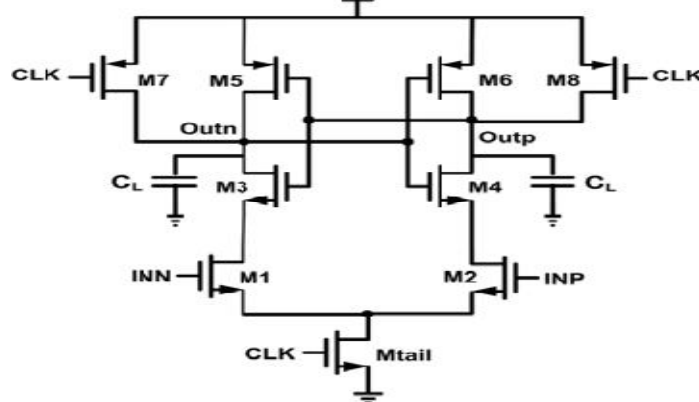 CLK M7 M5 M6 M8 CLK
Outn Outp
CL M3 M4 CL
INN M1 M2 INP
CLK Mtail